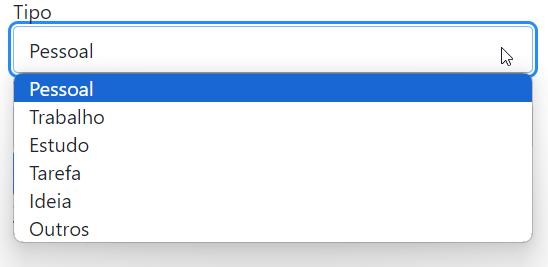 Tipo
Pessoal
Pessoal
Trabalho
Estudo
Tarefa
Ideia
Outros